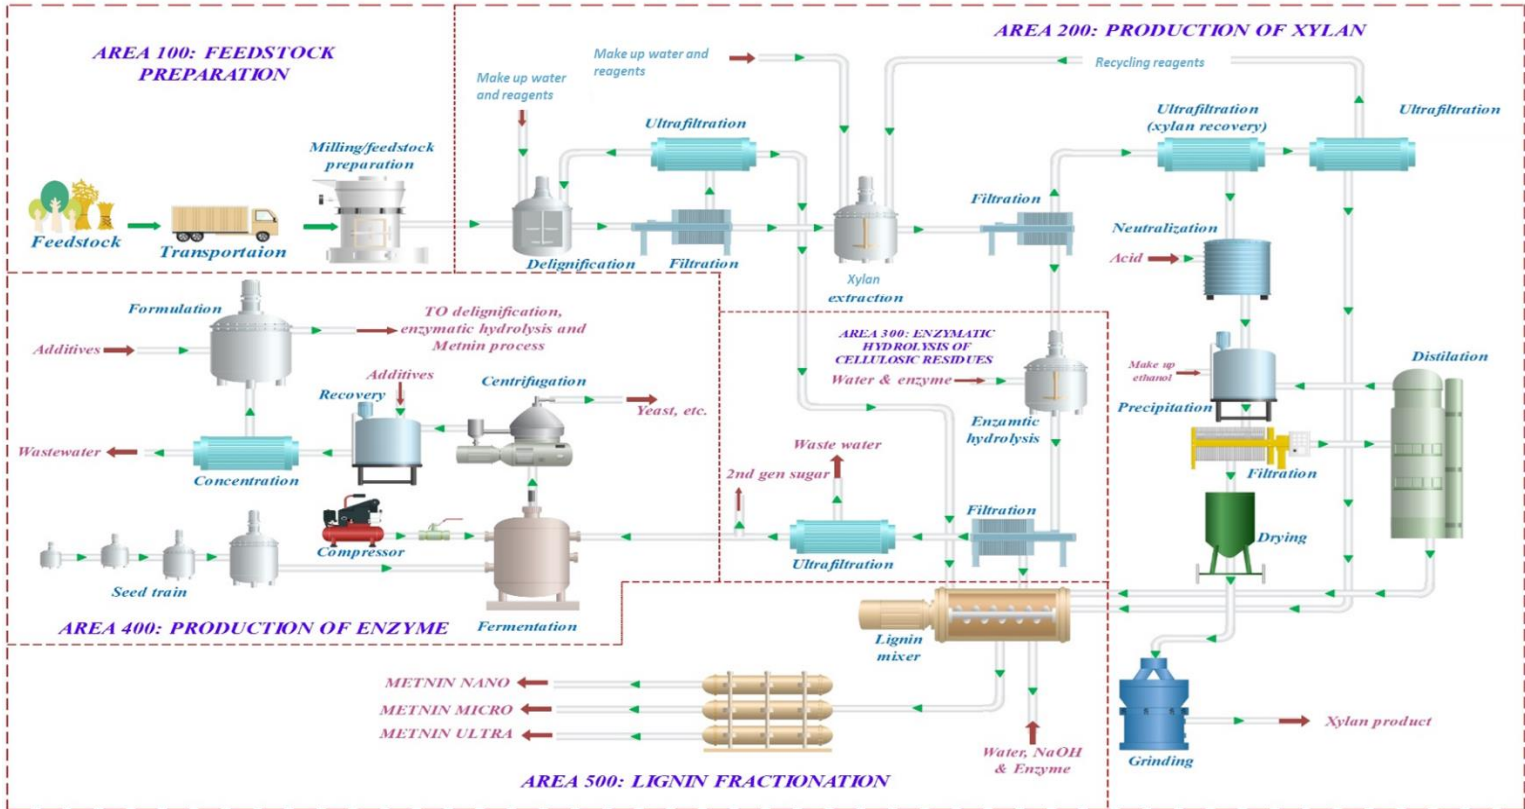 AREA 100: FEEDSTOCK
PREPARATION
Milling/feedstock
preparation
Feedstock
Transportaion
AREA 200: PRODUCTION OF XYLAN
Make up water
and reagents
Make up water and
reagents
Recycling reagents
Ultrafiltration
Ultrafiltration
(xylan recovery)
Ultrafiltration
Delignification
Filtration
Xylan
extraction
Filtration
Neutralization
Acid
Make up
ethanol
Precipitation
Distilation
Filtration
Drying
Grinding
Xylan product
AREA 300: ENZYMATIC
HYDROLYSIS OF
CELLULOSIC RESIDUES
Water & enzyme
Enzamtic
hydrolysis
Waste water
2nd gen sugar
Filtration
Ultrafiltration
Formulation
TO delignification,
enzymatic hydrolysis and
Metnin process
Additives
Additives
Recovery
Centrifugation
Yeast, etc.
Wastewater
Concentration
Compressor
Seed train
Fermentation
AREA 400: PRODUCTION OF ENZYME
Lignin
mixer
METNIN NANO
METNIN MICRO
METNIN ULTRA
Water, NaOH
& Enzyme
AREA 500: LIGNIN FRACTIONATION